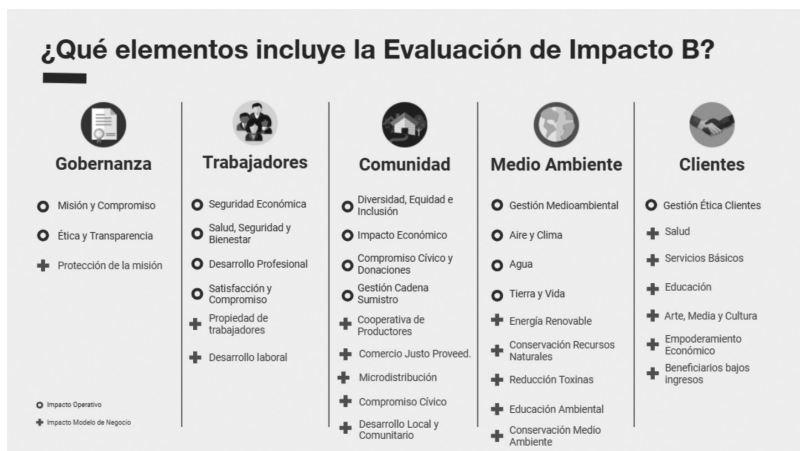 ¿Qué elementos incluye la Evaluación de Impacto B?
Gobernanza
Misión y Compromiso
Ética y Transparencia
Protección de la misión
Trabajadores
Seguridad Económica
Salud, Seguridad y
Bienestar
Desarrollo Profesional
Satisfacción y
Compromiso
Propiedad de
trabajadores
Desarrollo laboral
Comunidad
Diversidad, Equidad e
Inclusión
Impacto Económico
Compromiso Cívico y
Donaciones
Gestión Cadena
Sumistro
Cooperativa de
Productores
Comercio Justo Proveed.
Microdistribución
Compromiso Cívico
Desarrollo Local y
Comunitario
Medio Ambiente
Gestión Medioambiental
Aire y Clima
Agua
Tierra y Vida
Energía Renovable
Conservación Recursos
Naturales
Reducción Toxinas
Educación Ambiental
Conservación Medio
Ambiente
Clientes
Gestión Ética Clientes
Salud
Servicios Básicos
Educación
Arte, Media y Cultura
Empoderamiento
Económico
Beneficiarios bajos
ingresos
Impacto Operativo
Impacto Modelo de Negocio